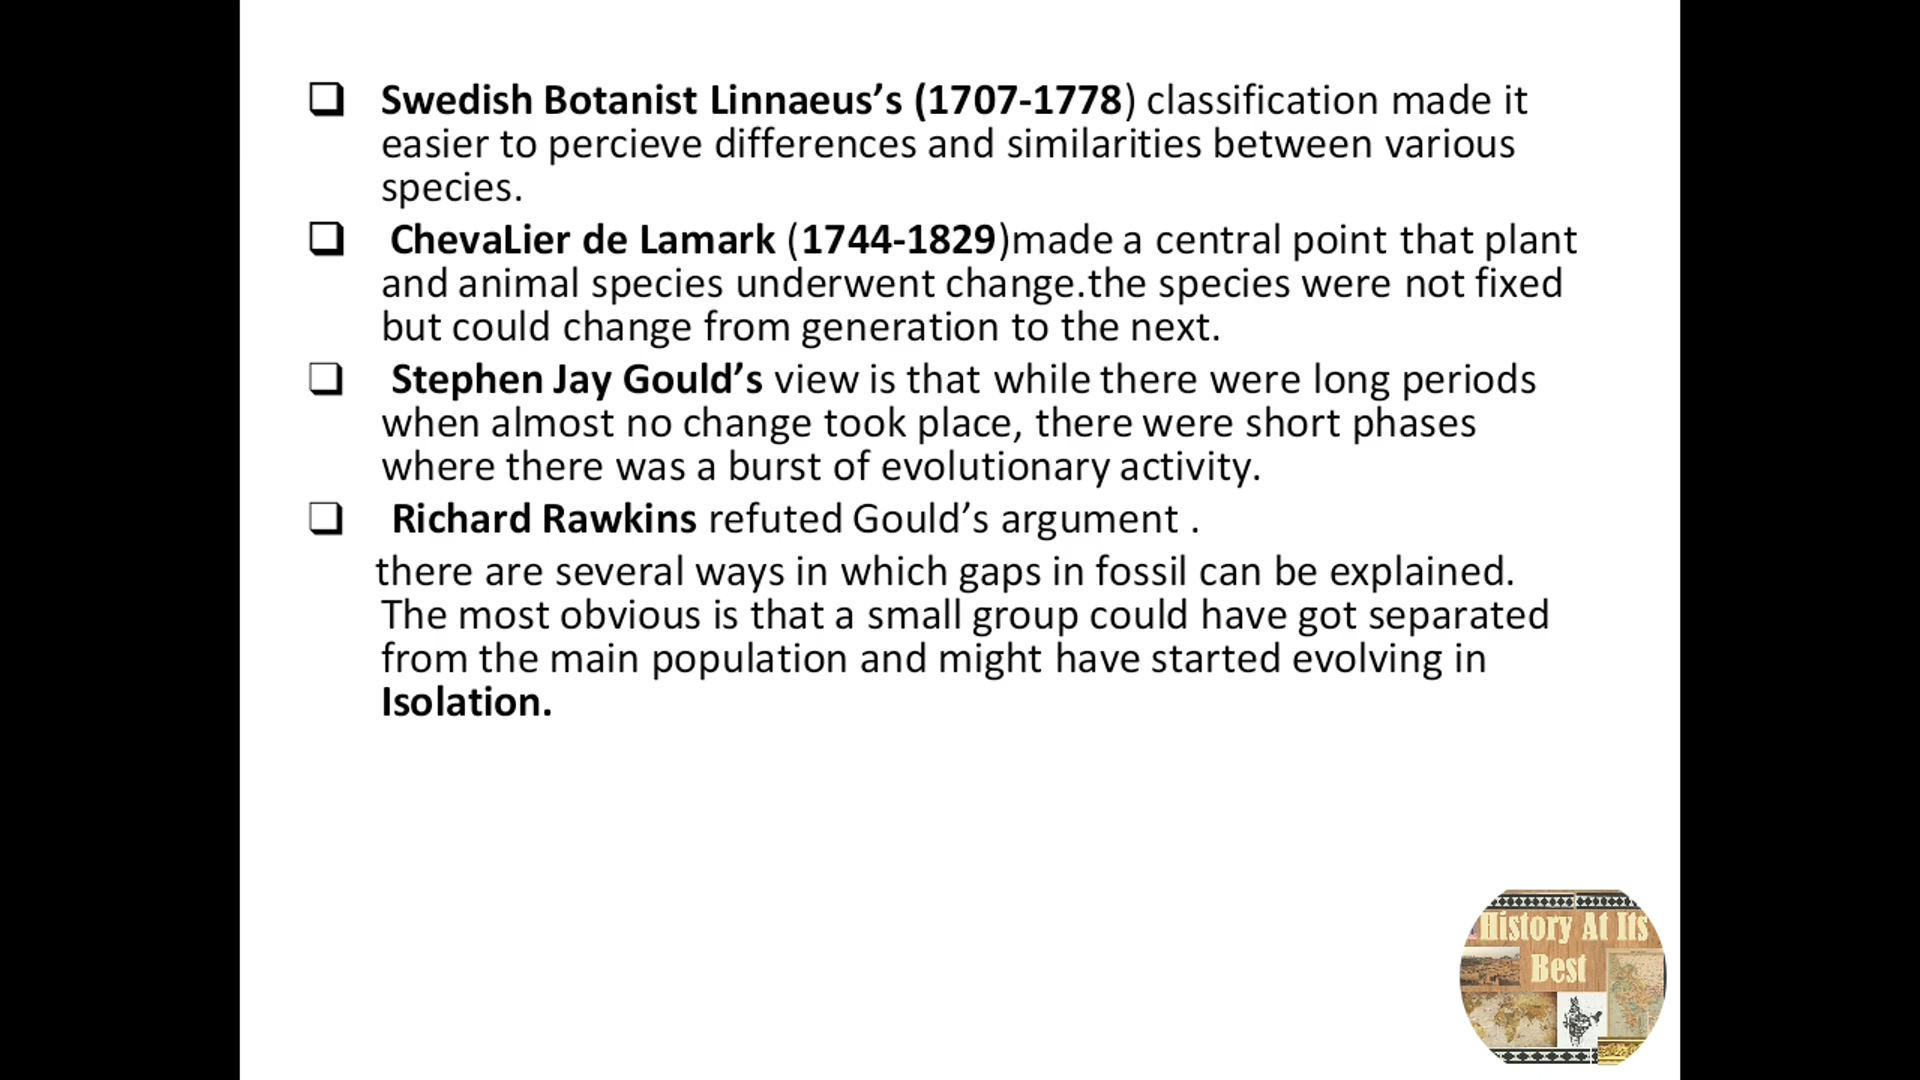 ❑ Swedish Botanist Linnaeus’s (1707-1778) classification made it
easier to percieve differences and similarities between various
species.
❑ ChevaLier de Lamark (1744-1829)made a central point that plant
and animal species underwent change.the species were not fixed
but could change from generation to the next.
❑ Stephen Jay Gould’s view is that while there were long periods
when almost no change took place, there were short phases
where there was a burst of evolutionary activity.
❑ Richard Rawkins refuted Gould’s argument .
there are several ways in which gaps in fossil can be explained.
The most obvious is that a small group could have got separated
from the main population and might have started evolving in
Isolation.
History At Its
Best